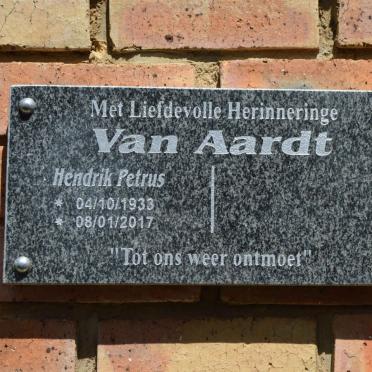 Met Liefdevolle Herinneringe
Van Aardt
Hendrik Petrus
* 04/10/1933
* 08/01/2017
"Tot ons weer ontmoet"